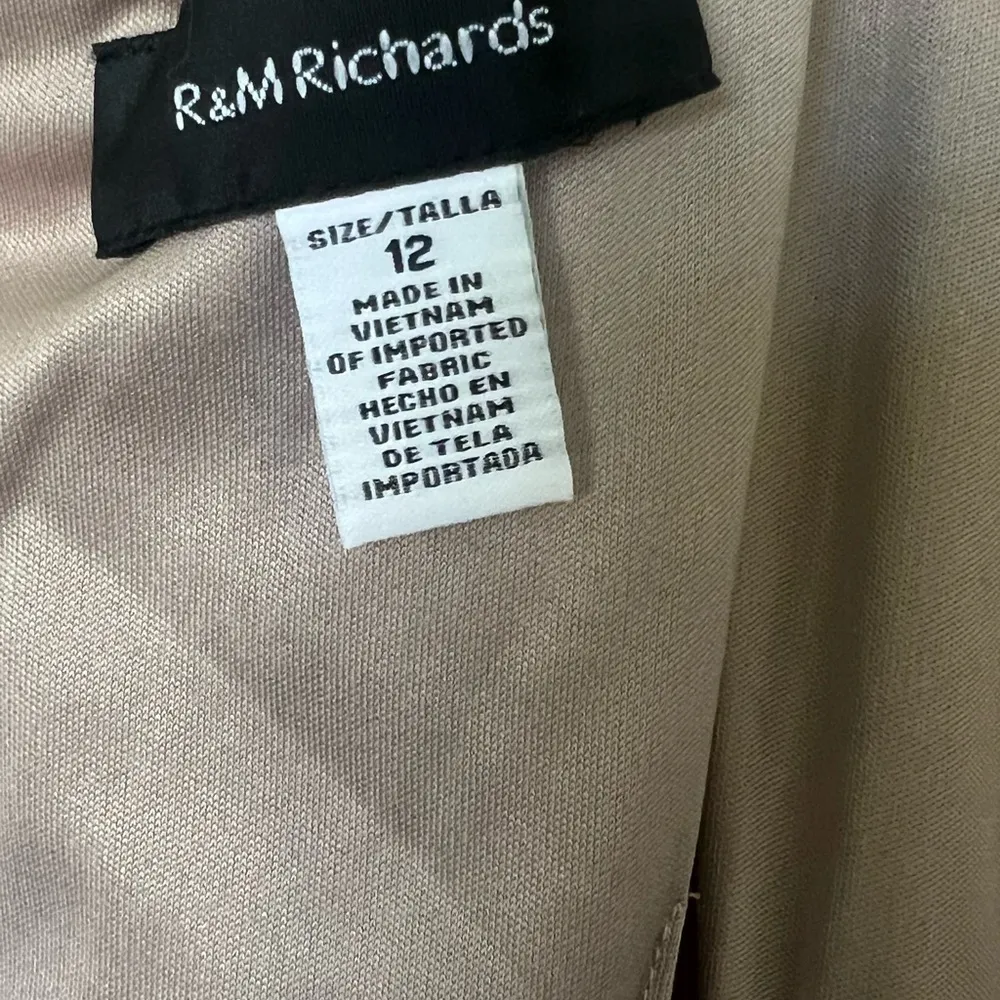 R&M Richards
SIZE/TALLA
12
MADE IN
VIETNAM
OF IMPORTED
FABRIC
HECHO EN
VIETNAM
DE TELA
IMPORTADA